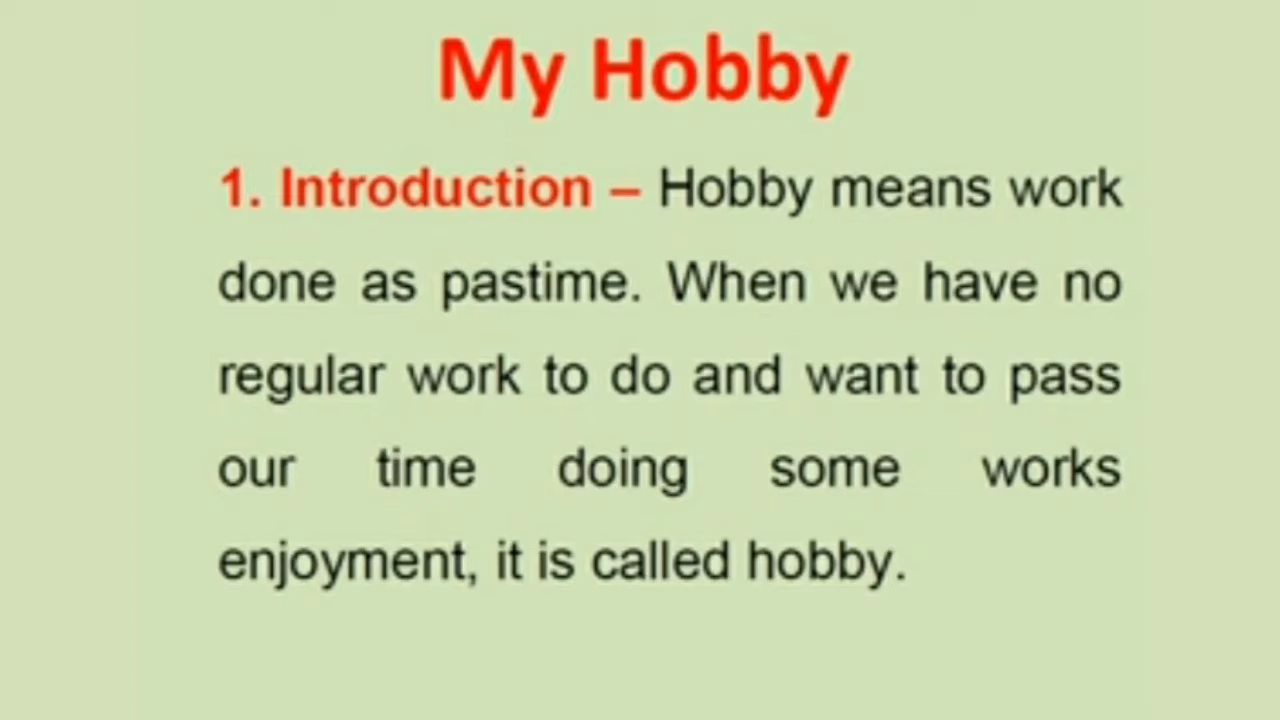 My Hobby
1. Introduction – Hobby means work
done as pastime. When we have no
regular work to do and want to pass
our time doing some works
enjoyment, it is called hobby.